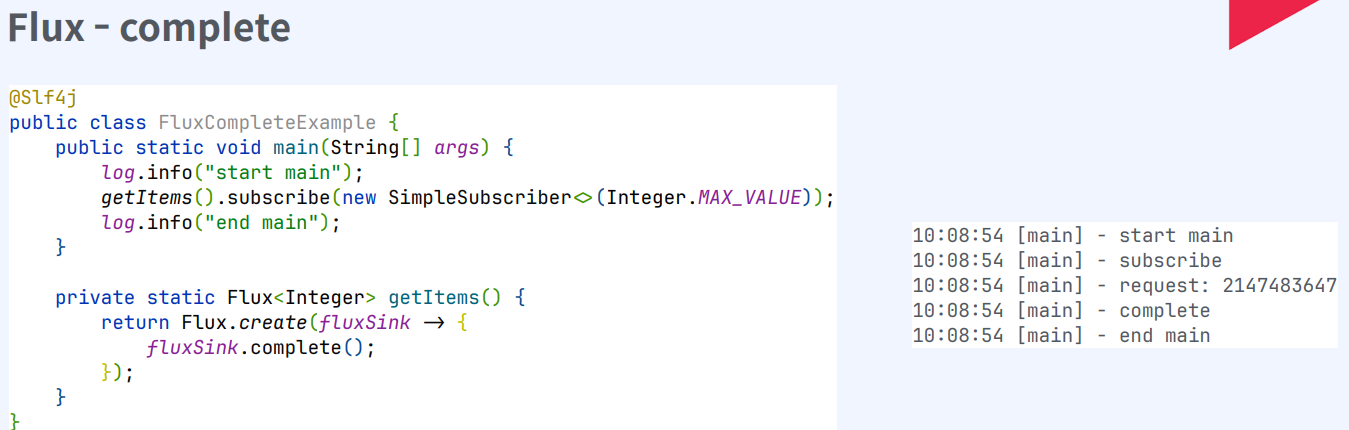 Flux - complete
@Slf4j
public class FluxCompleteExample {
    public static void main(String[] args) {
        log.info("start main");
        getItems().subscribe(new SimpleSubscriber<>(Integer.MAX_VALUE));
        log.info("end main");
    }

    private static Flux<Integer> getItems() {
        return Flux.create(fluxSink -> {
            fluxSink.complete();
        });
    }
}
10:08:54 [main] - start main
10:08:54 [main] - subscribe
10:08:54 [main] - request: 2147483647
10:08:54 [main] - complete
10:08:54 [main] - end main